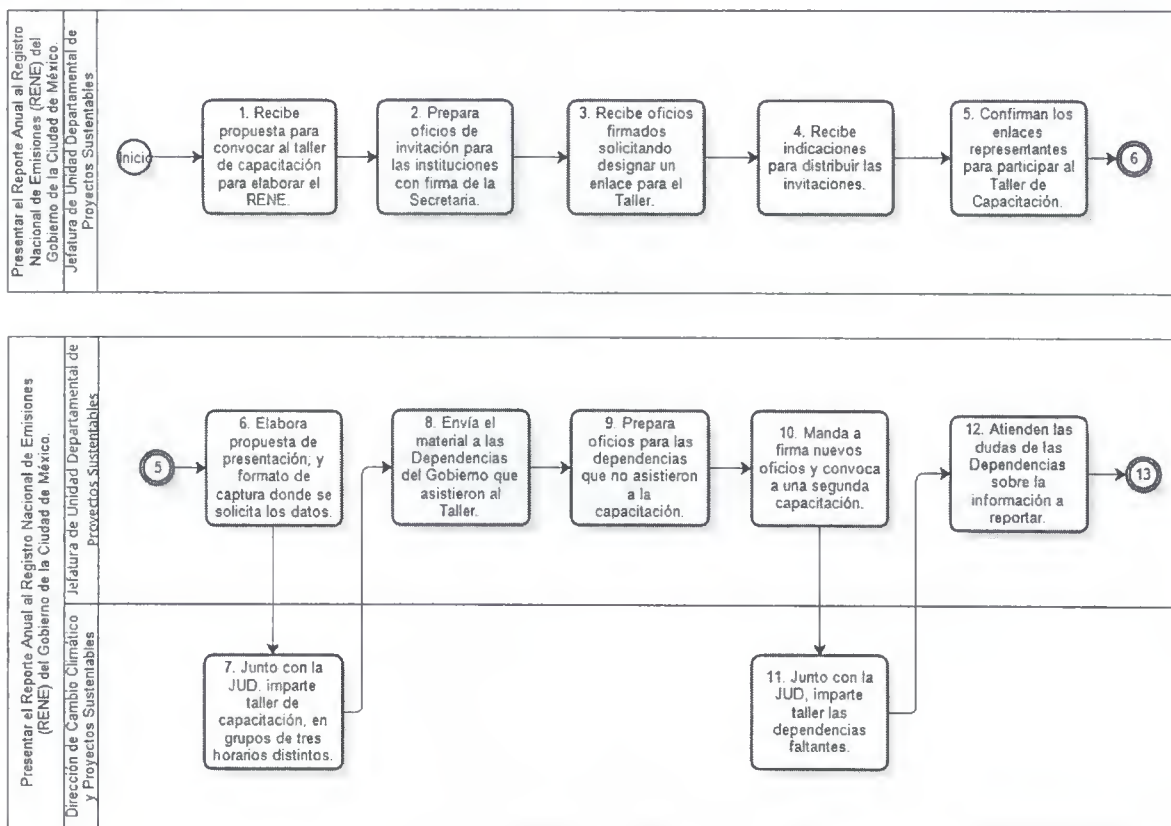 Presentar el Reporte Anual al Registro
Nacional de Emisiones (RENE) del
Gobierno de la Ciudad de México.
Jefatura de Unidad Departamental de
Proyectos Sustentables
Inicio
1. Recibe
propuesta para
convocar al taller
de capacitación
para elaborar el
RENE.
2. Prepara
oficios de
invitación para
las instituciones
con firma de la
Secretaria.
3. Recibe oficios
firmados
solicitando
designar un
enlace para el
Taller.
4. Recibe
indicaciones
para distribuir las
invitaciones.
5. Confirman los
enlaces
representantes
para participar al
Taller de
Capacitación.
6
Presentar el Reporte Anual al Registro Nacional de Emisiones
(RENE) del Gobierno de la Ciudad de México.
Jefatura de Unidad Departamental de
Proyectos Sustentables
5
6. Elabora
propuesta de
presentación; y
formato de
captura donde se
solicita los datos.
8. Envía el
material a las
Dependencias
del Gobierno que
asistieron al
Taller.
9. Prepara
oficios para las
dependencias
que no asistieron
a la
capacitación.
10. Manda a
firma nuevos
oficios y convoca
a una segunda
capacitación.
12. Atienden las
dudas de las
Dependencias
sobre la
información a
reportar.
13
Dirección de Cambio Climático
y Proyectos Sustentables
7. Junto con la
JUD. imparte
taller de
capacitación, en
grupos de tres
horarios distintos.
11. Junto con la
JUD, imparte
taller las
dependencias
faltantes.